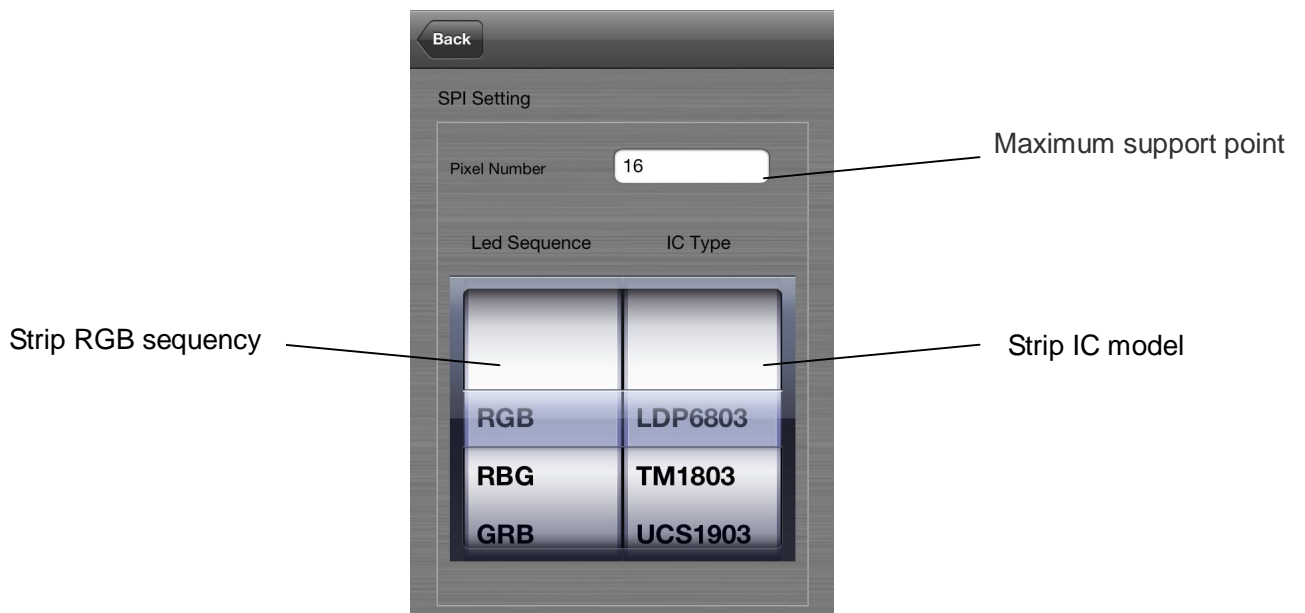 Back
SPI Setting
Pixel Number 16
Maximum support point
Led Sequence IC Type
Strip RGB sequency
Strip IC model
RGB LDP6803
RBG TM1803
GRB UCS1903